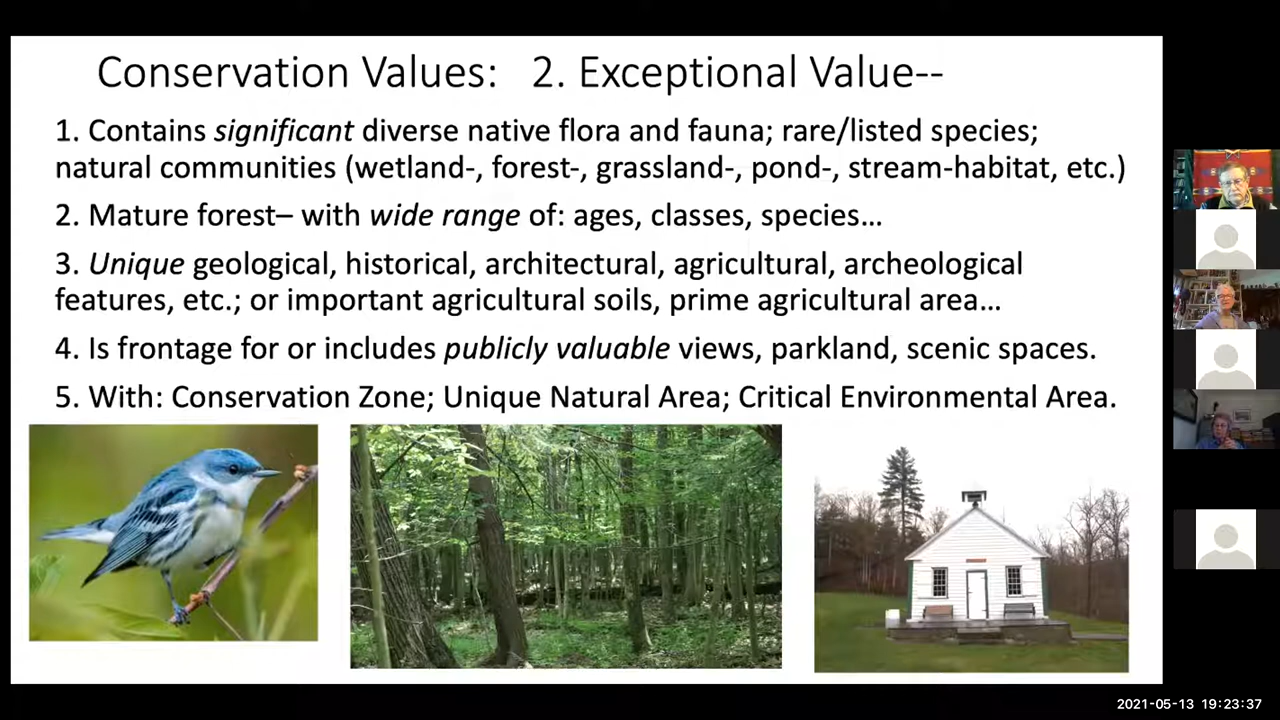 Conservation Values:   2. Exceptional Value--
1. Contains significant diverse native flora and fauna; rare/listed species;
natural communities (wetland-, forest-, grassland-, pond-, stream-habitat, etc.)
2. Mature forest– with wide range of: ages, classes, species…
3. Unique geological, historical, architectural, agricultural, archeological
features, etc.; or important agricultural soils, prime agricultural area…
4. Is frontage for or includes publicly valuable views, parkland, scenic spaces.
5. With: Conservation Zone; Unique Natural Area; Critical Environmental Area.
2021-05-13 19:23:37